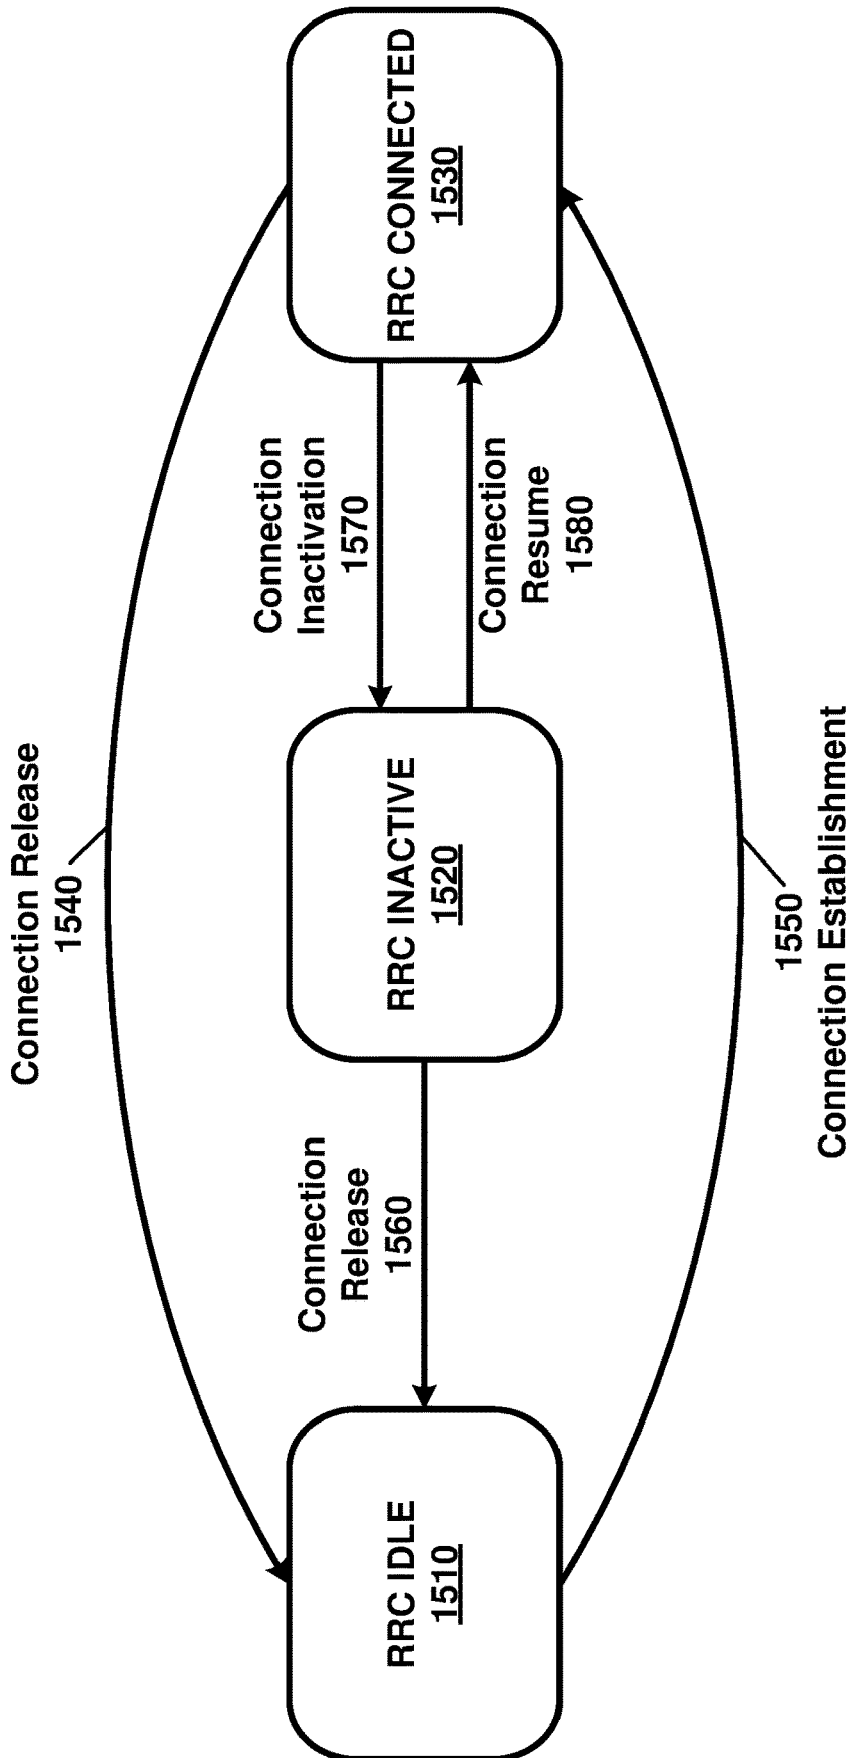 Connection Release
1540
RRC IDLE
1510
Connection
Release
1560
RRC INACTIVE
1520
Connection
Inactivation
1570
Connection
Resume
1580
RRC CONNECTED
1530
1550
Connection Establishment